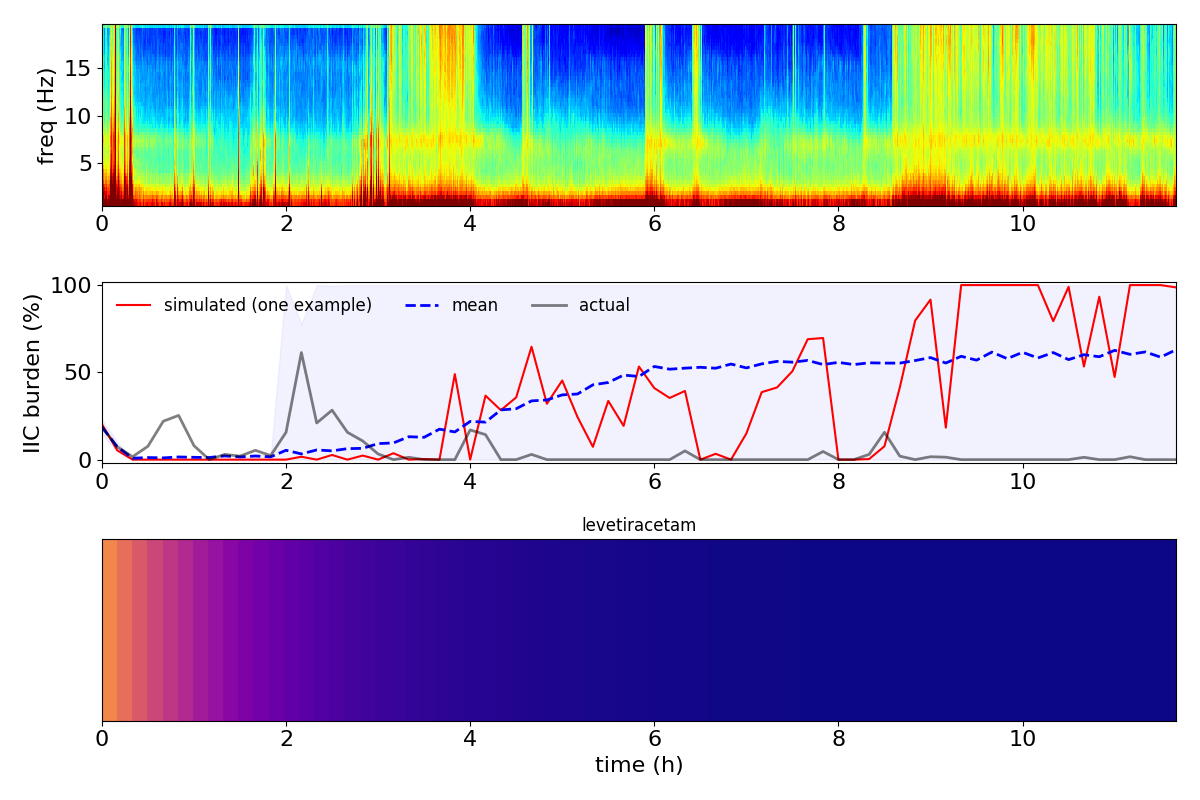 freq (Hz)
15
10
5
0 2 4 6 8 10
IIC burden (%)
100
50
0
simulated (one example) mean actual
0 2 4 6 8 10
levetiracetam
0 2 4 6 8 10
time (h)